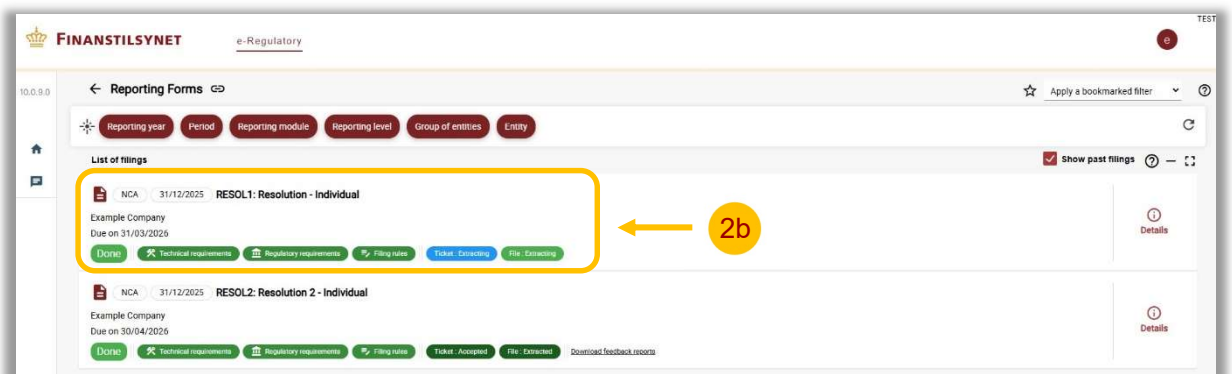 TEST
FINANSTILSYNET e-Regulatory e
10.0.9.0 Reporting Forms Apply a bookmarked filter
Reporting year Period Reporting module Reporting level Group of entities Entity
List of filings Show past filings
NCA 31/12/2025 RESOL1: Resolution - Individual
Example Company
Due on 31/03/2026
Done Technical requirements Regulatory requirements Filing rules Ticket : Extracting File : Extracting
Details
2b
NCA 31/12/2025 RESOL2: Resolution 2 - Individual
Example Company
Due on 30/04/2026
Done Technical requirements Regulatory requirements Filing rules Ticket : Accepted File : Extracted Download feedback reports
Details